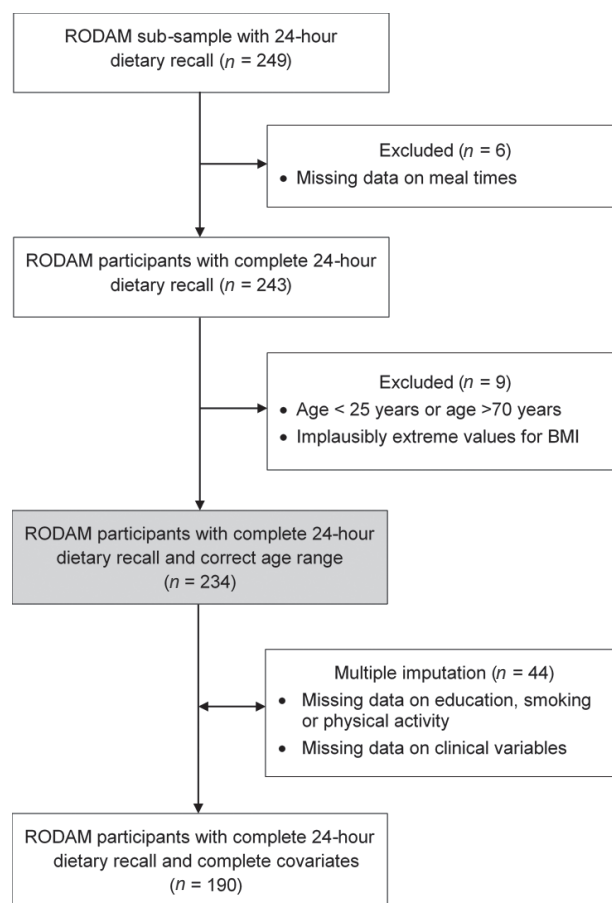 RODAM sub-sample with 24-hour
dietary recall (n = 249)
Excluded (n = 6)
• Missing data on meal times
RODAM participants with complete 24-hour
dietary recall (n = 243)
Excluded (n = 9)
• Age < 25 years or age >70 years
• Implausibly extreme values for BMI
RODAM participants with complete 24-hour
dietary recall and correct age range
(n = 234)
Multiple imputation (n = 44)
• Missing data on education, smoking
or physical activity
• Missing data on clinical variables
RODAM participants with complete 24-hour
dietary recall and complete covariates
(n = 190)